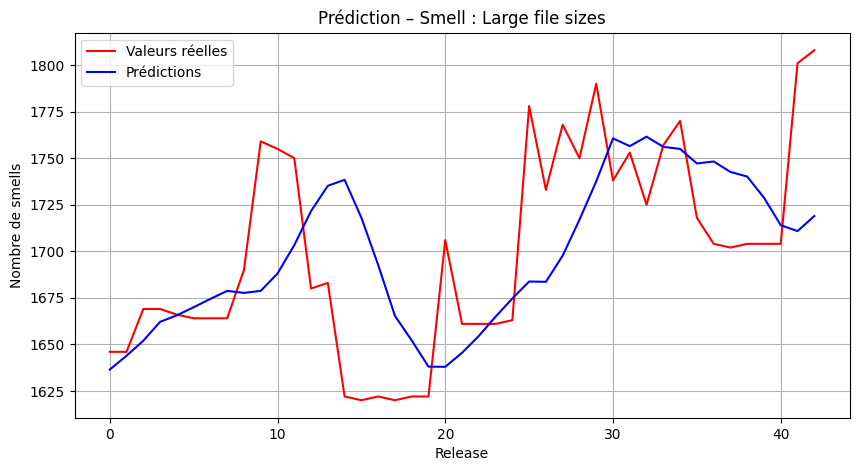 Prédiction – Smell : Large file sizes
Valeurs réelles
Prédictions
Nombre de smells
1800
1775
1750
1725
1700
1675
1650
1625
0
10
20
30
40
Release